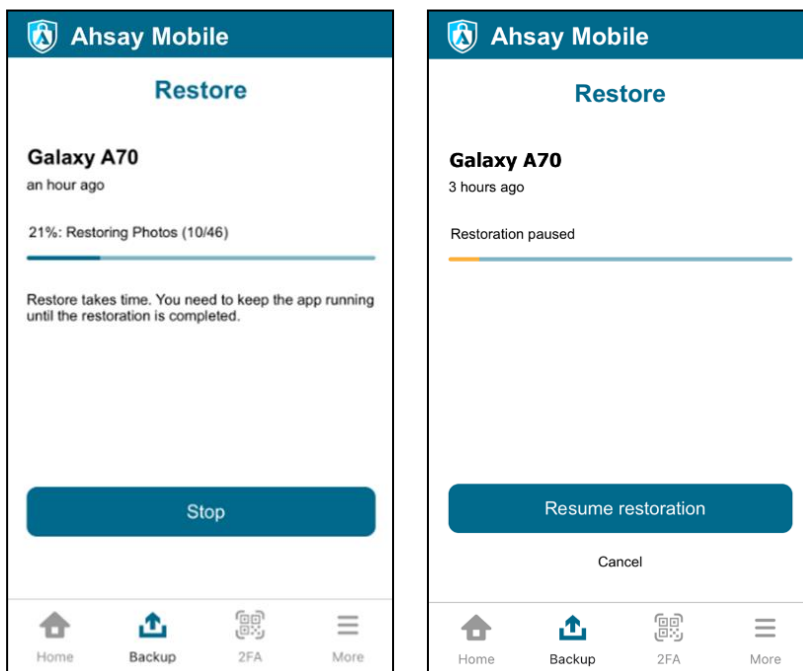 Ahsay Mobile
Restore
Galaxy A70
an hour ago
21%: Restoring Photos (10/46)
Restore takes time. You need to keep the app running
until the restoration is completed.
Stop
Home
Backup
2FA
More
Ahsay Mobile
Restore
Galaxy A70
3 hours ago
Restoration paused
Resume restoration
Cancel
Home
Backup
2FA
More